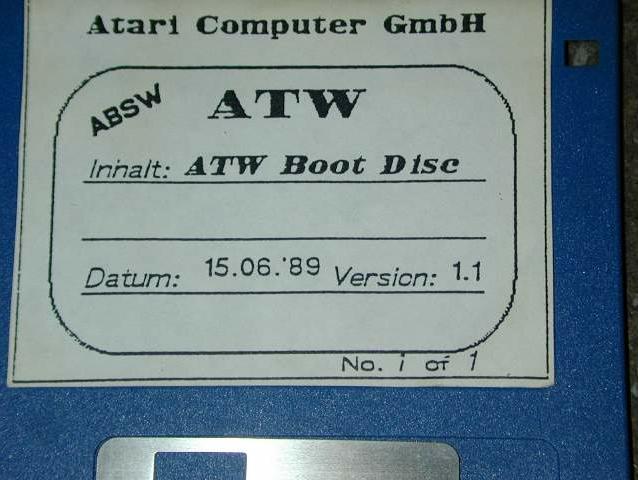 Atari Computer GmbH
ABSW ATW
Inhalt: ATW Boot Disc
Datum: 15.06.'89 Version: 1.1
No. 1 of 1